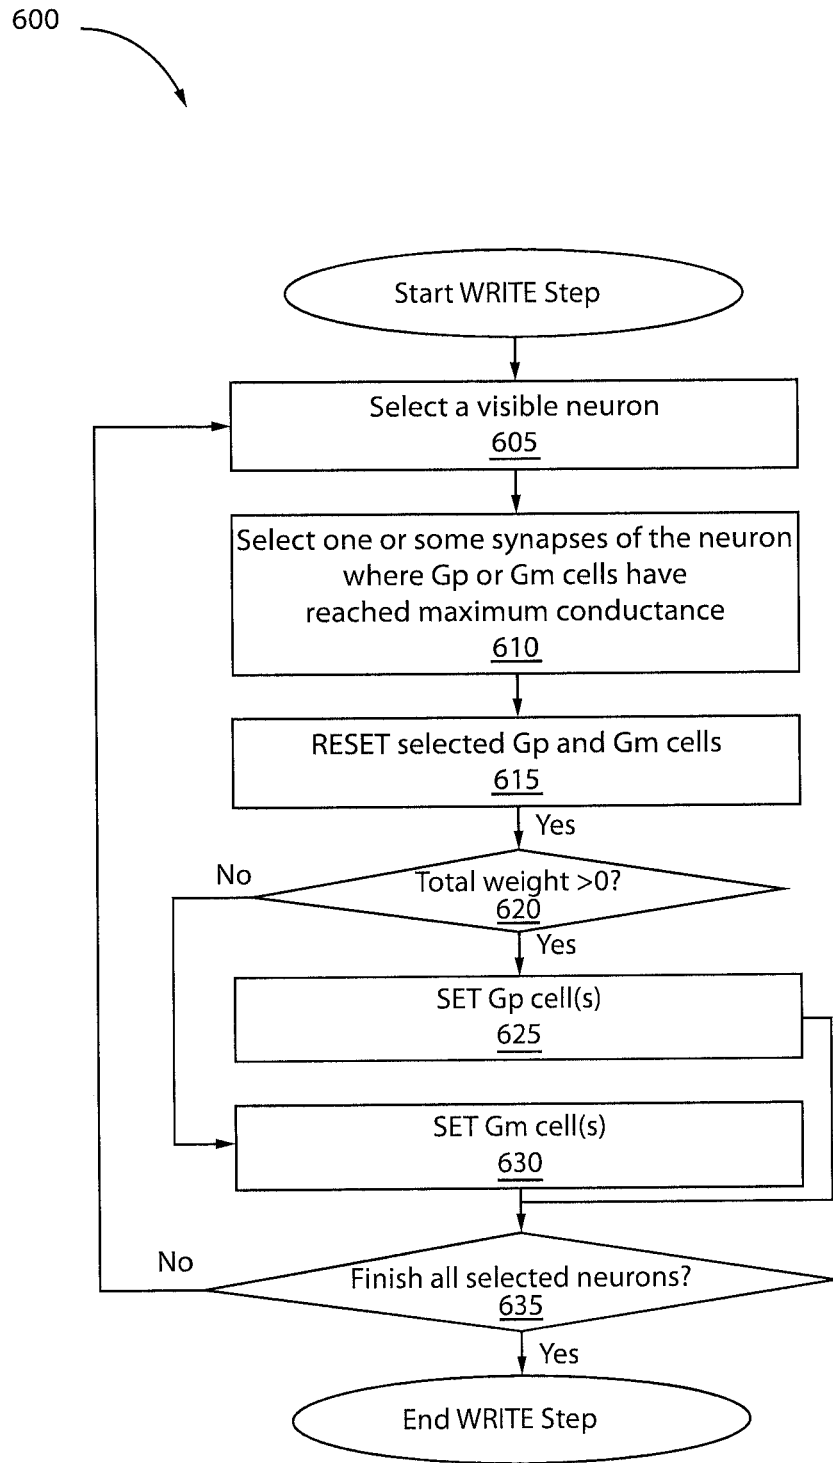 600
Start WRITE Step
Select a visible neuron
605
Select one or some synapses of the neuron
where Gp or Gm cells have
reached maximum conductance
610
RESET selected Gp and Gm cells
615
Yes
No
Total weight >0?
620
Yes
SET Gp cell(s)
625
SET Gm cell(s)
630
No
Finish all selected neurons?
635
Yes
End WRITE Step